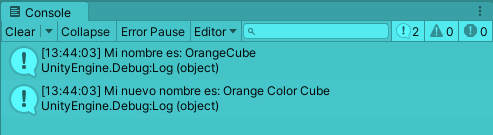 Console
Clear Collapse Error Pause Editor 2 0 0
[13:44:03] Mi nombre es: OrangeCube
UnityEngine.Debug:Log (object)
[13:44:03] Mi nuevo nombre es: Orange Color Cube
UnityEngine.Debug:Log (object)